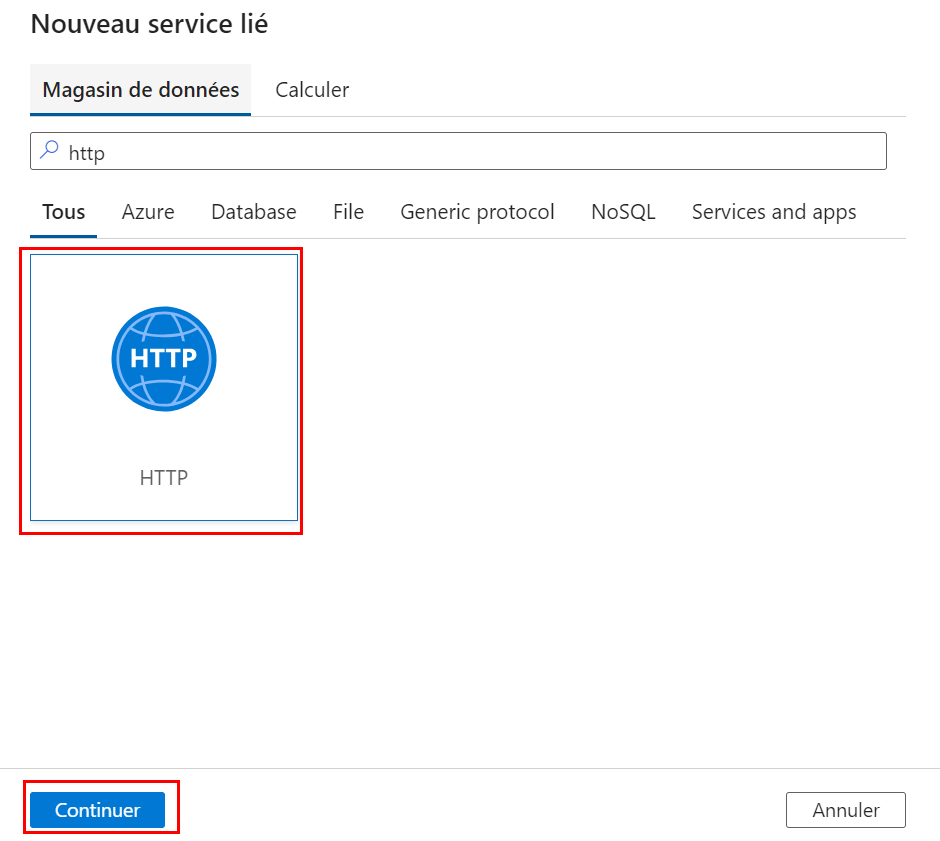 Nouveau service lié
Magasin de données Calculer
http
Tous Azure Database File Generic protocol NoSQL Services and apps
HTTP
HTTP
Continuer Annuler